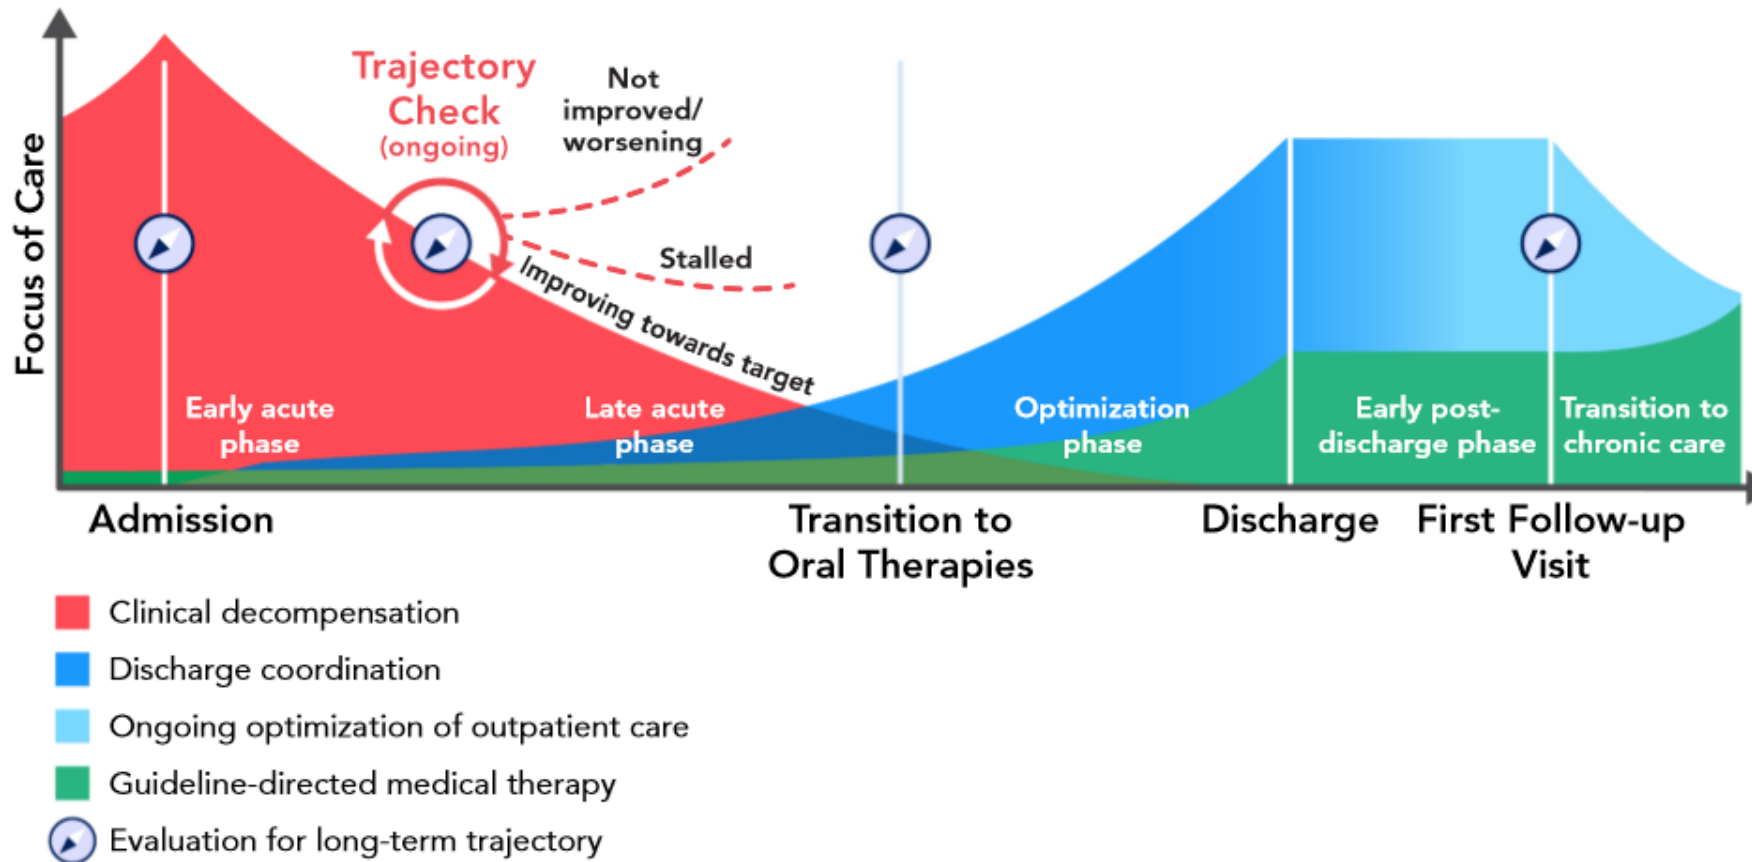 Focus of Care
Trajectory
Check
(ongoing)
Not
improved/
worsening
Stalled
Improving towards target
Early acute
phase
Late acute
phase
Optimization
phase
Early post-
discharge phase
Transition to
chronic care
Admission
Transition to
Oral Therapies
Discharge
First Follow-up
Visit
Clinical decompensation
Discharge coordination
Ongoing optimization of outpatient care
Guideline-directed medical therapy
Evaluation for long-term trajectory